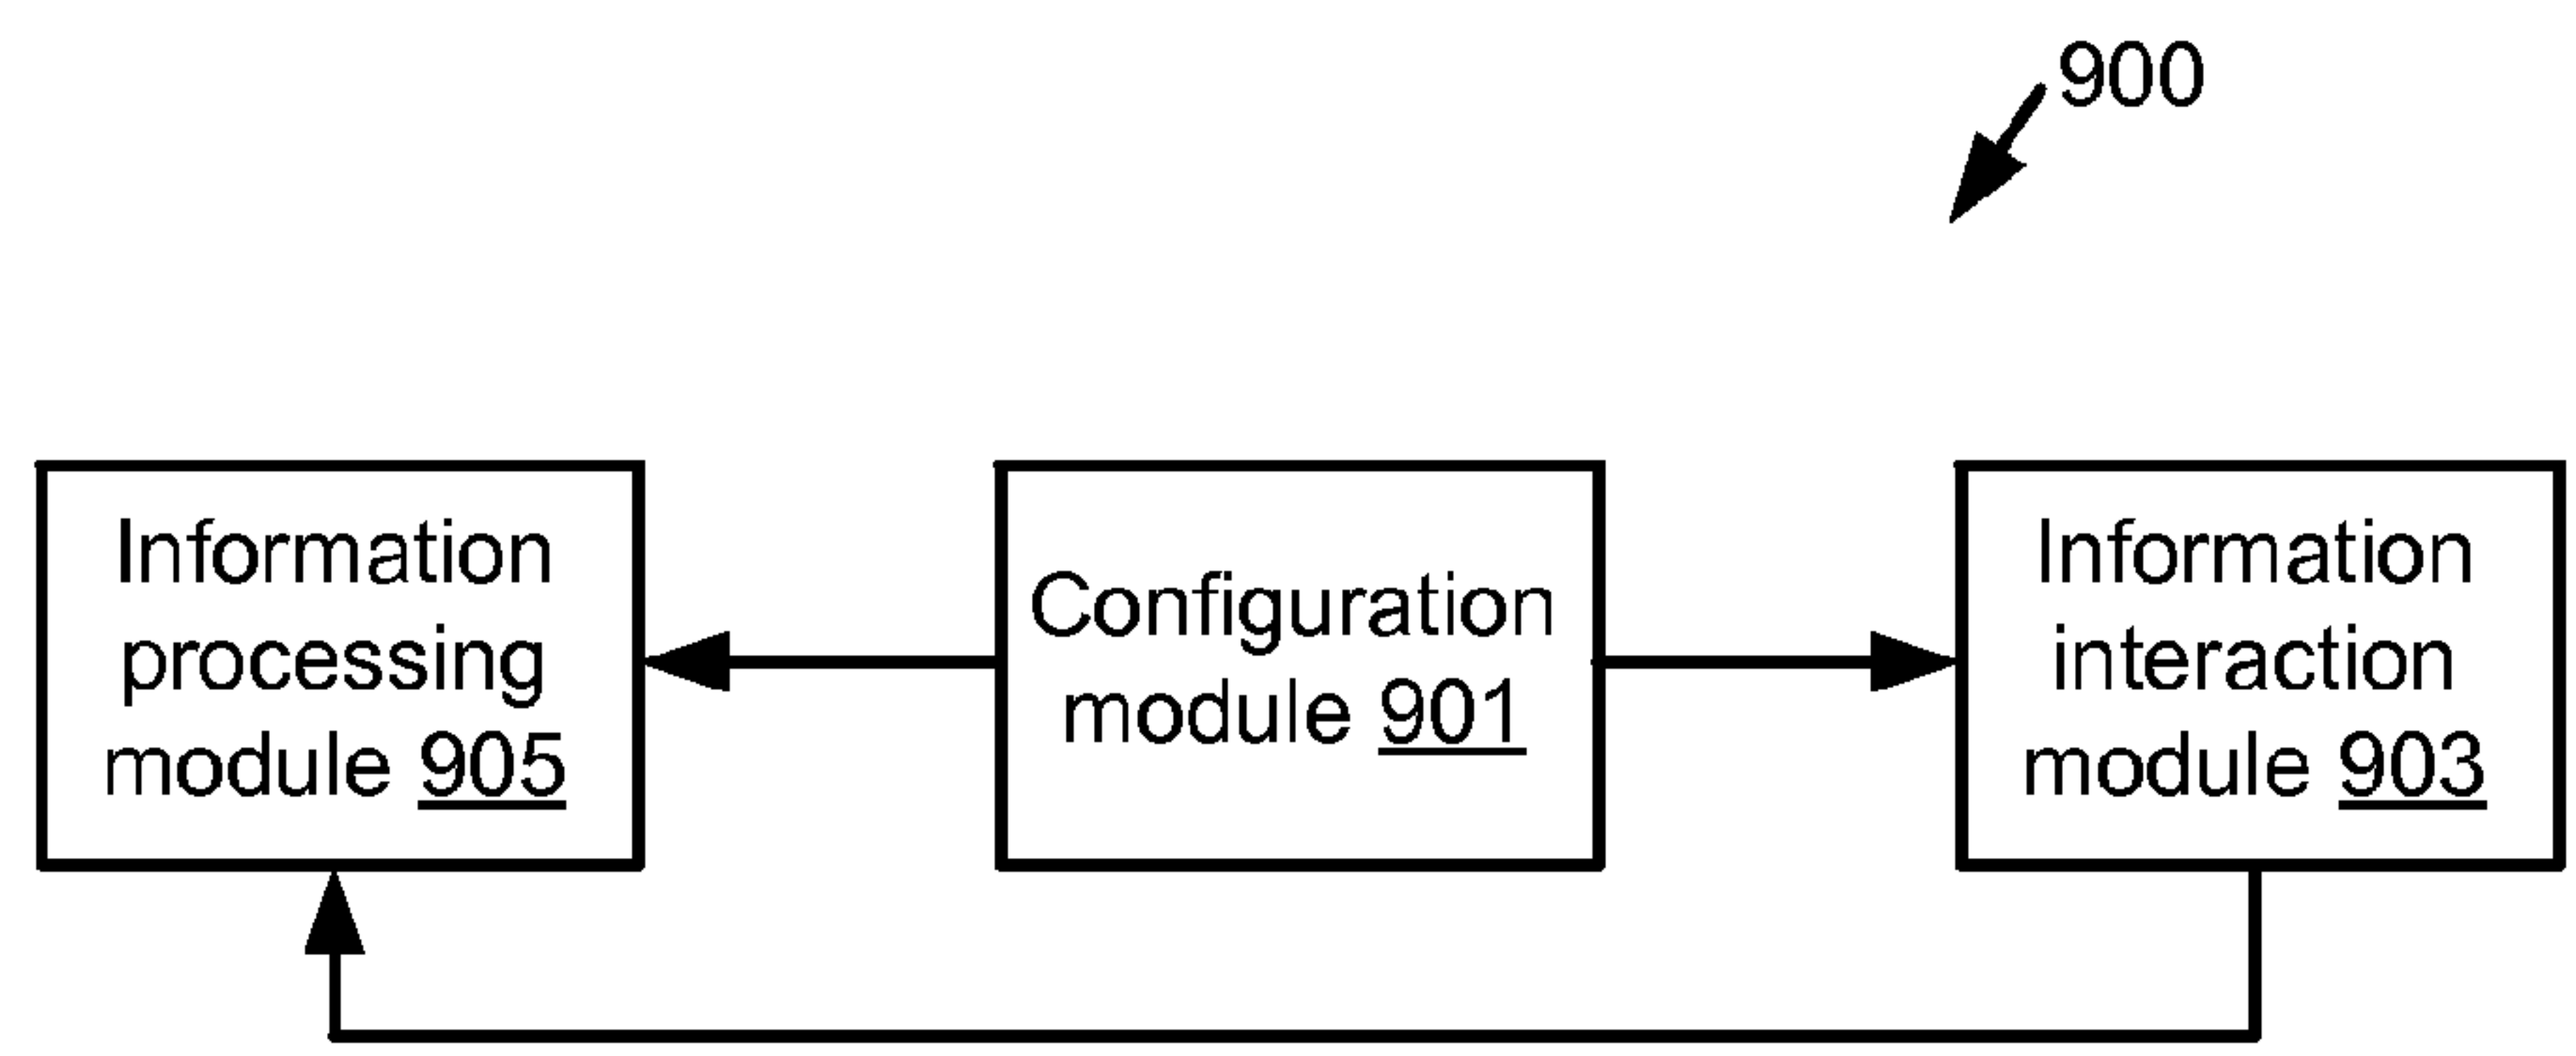 900
Information
processing
module 905
Configuration
module 901
Information
interaction
module 903